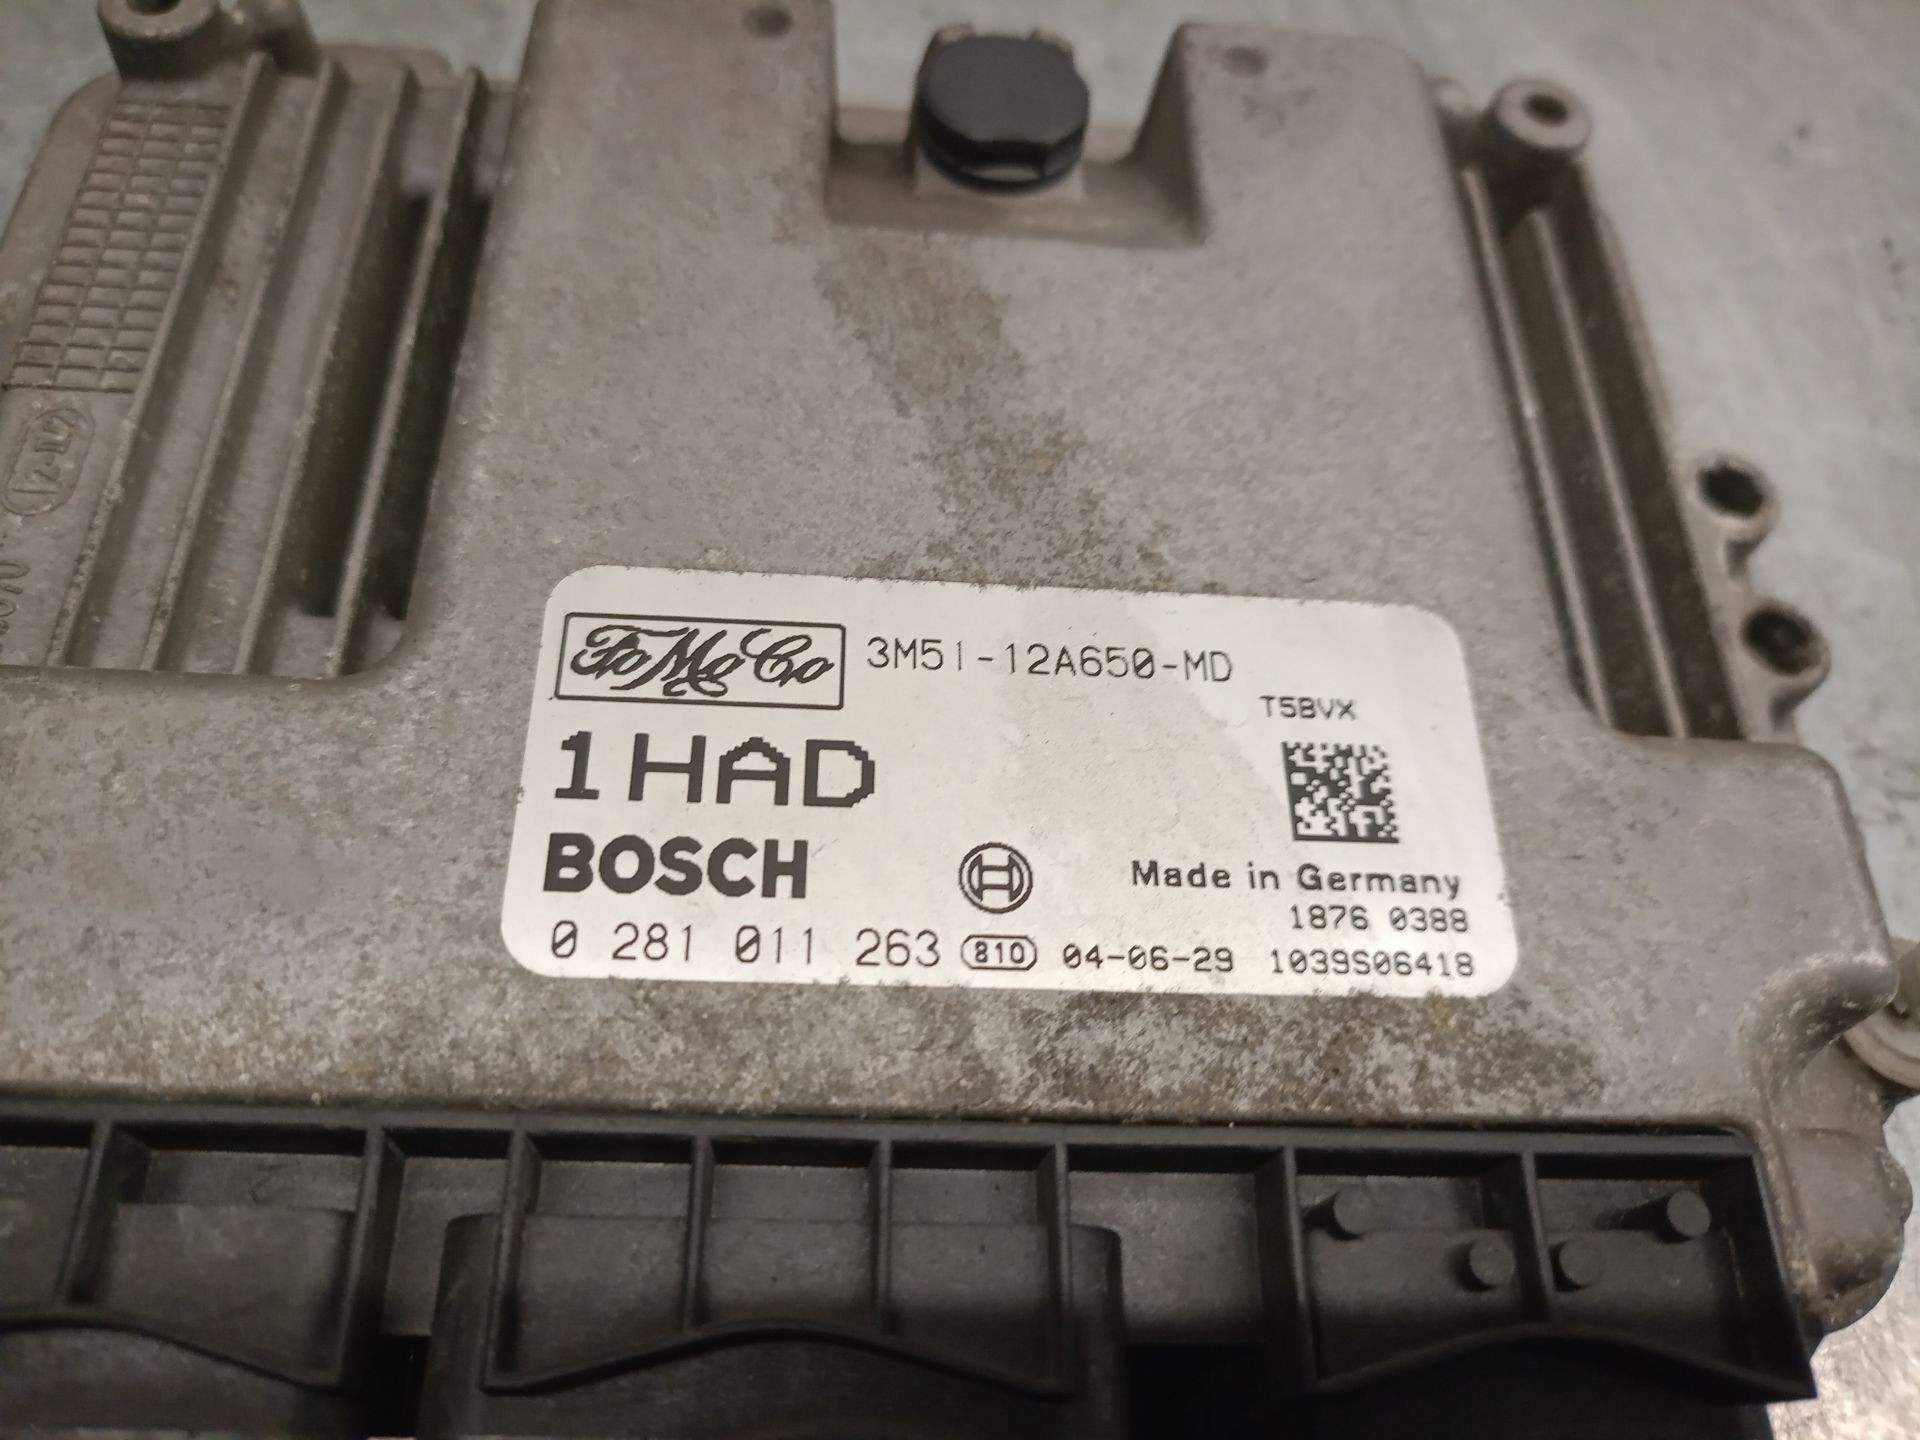 FoMoCo
3M51-12A650-MD
T5BVX
1HAD
BOSCH
Made in Germany
1876 0388
0 281 011 263 810 04-06-29 1039S06418